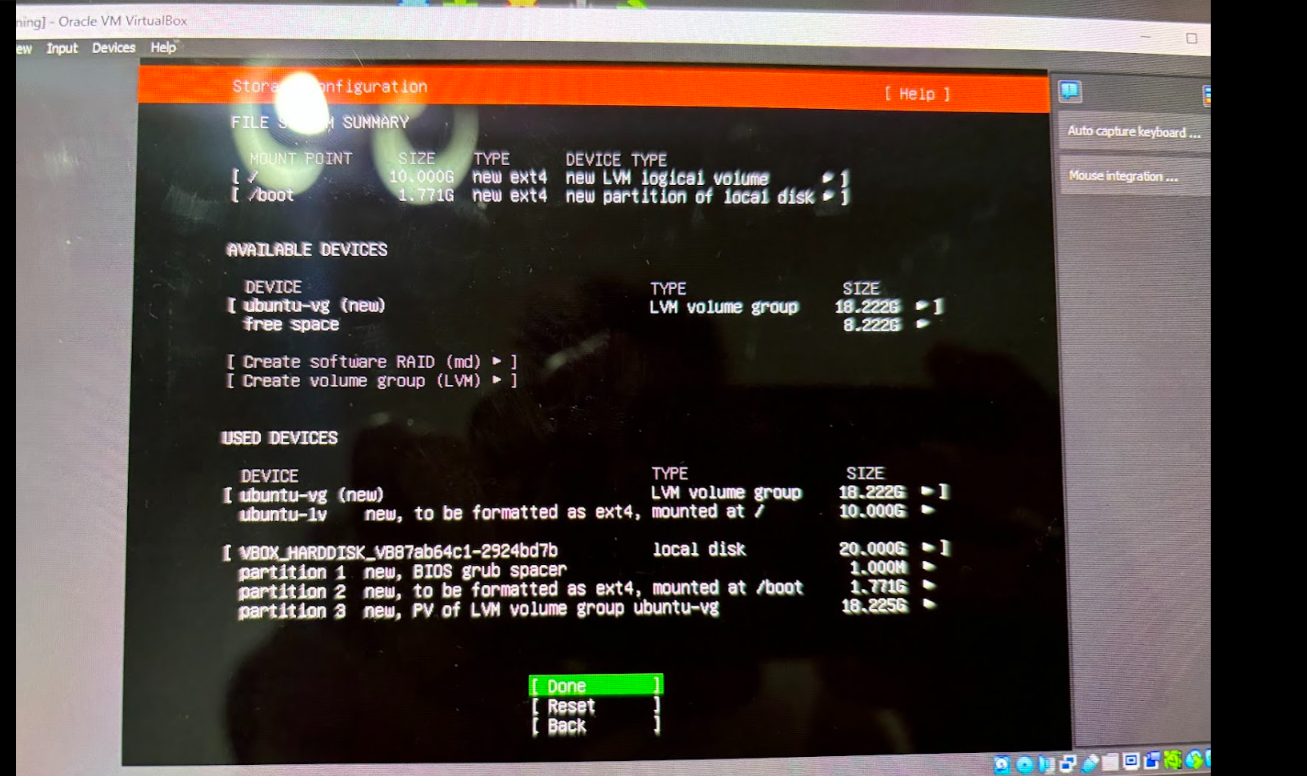 ning] - Oracle VM VirtualBox
ew Input Devices Help
Storage Configuration [ Help ]
FILE SYSTEM SUMMARY
MOUNT POINT SIZE TYPE DEVICE TYPE
[ / 10.000G new ext4 new LVM logical volume ► ]
[ /boot 1.771G new ext4 new partition of local disk ► ]
AVAILABLE DEVICES
DEVICE TYPE SIZE
[ ubuntu-vg (new) LVM volume group 18.222G ► ]
free space 8.222G ►
[ Create software RAID (md) ► ]
[ Create volume group (LVM) ► ]
USED DEVICES
DEVICE TYPE SIZE
[ ubuntu-vg (new) LVM volume group 18.222G ► ]
ubuntu-lv new, to be formatted as ext4, mounted at / 10.000G ►
[ VBOX_HARDDISK_VB87ab64c1-2924bd7b local disk 20.000G ► ]
partition 1 new, BIOS grub spacer 1.000M ►
partition 2 new, to be formatted as ext4, mounted at /boot 1.771G ►
partition 3 new, PV of LVM volume group ubuntu-vg 18.225G ►
[ Done ]
[ Reset ]
[ Back ]
Auto capture keyboard ...
Mouse integration ...